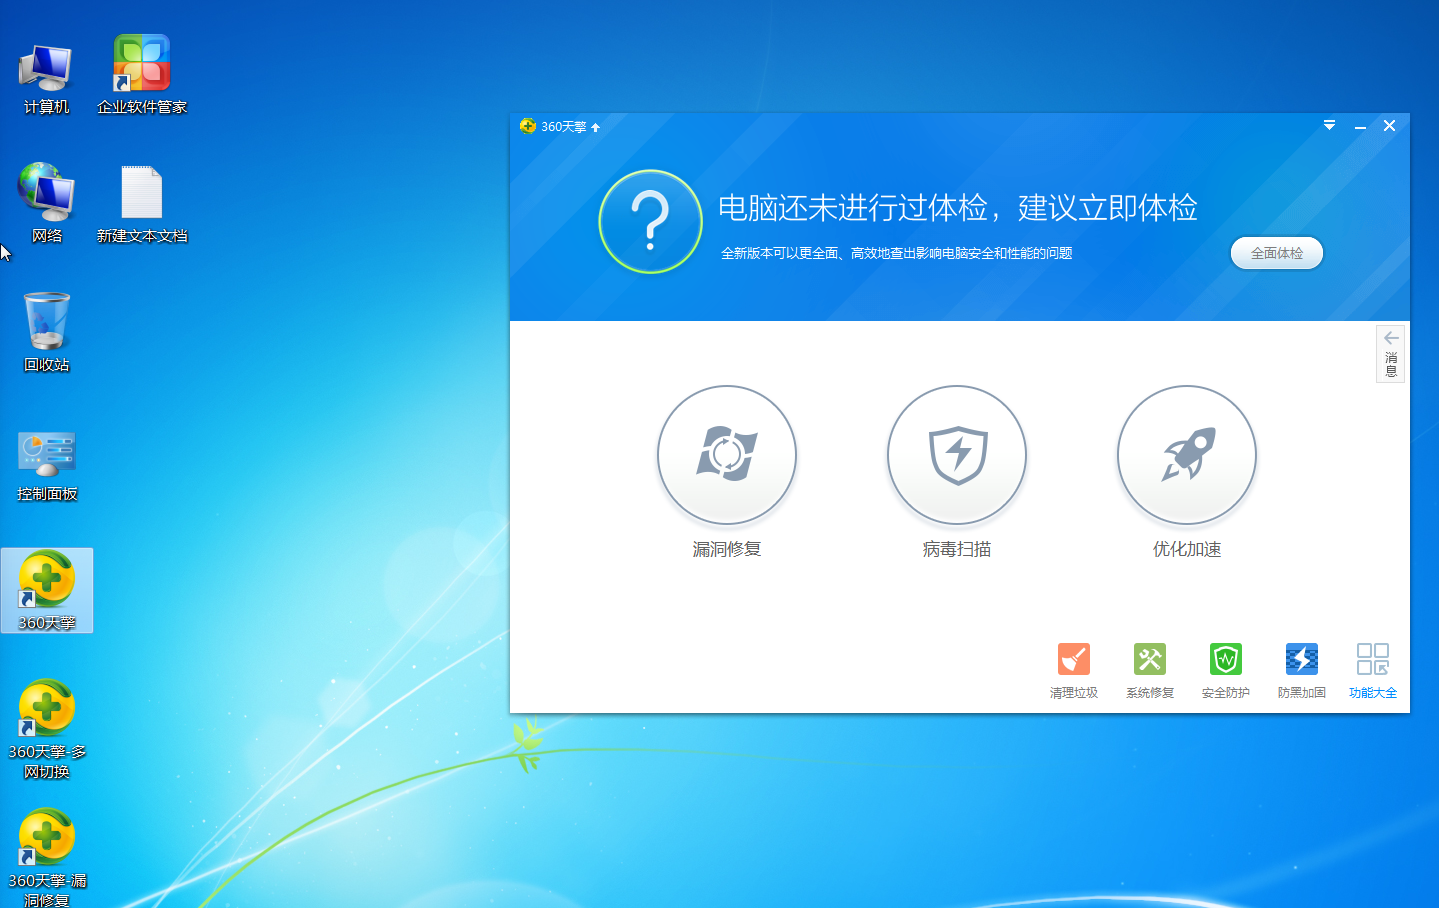 计算机
企业软件管家
网络
新建文本文档
回收站
控制面板
360天擎
360天擎-多
网切换
360天擎-漏
洞修复
360天擎
电脑还未进行过体检，建议立即体检
全新版本可以更全面、高效地查出影响电脑安全和性能的问题
全面体检
消息
漏洞修复
病毒扫描
优化加速
清理垃圾
系统修复
安全防护
防黑加固
功能大全